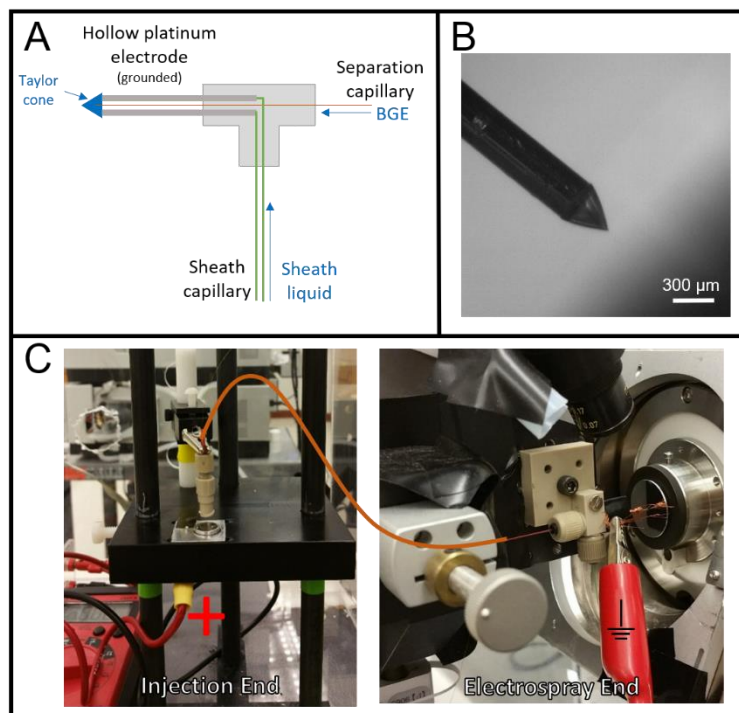 A
Hollow platinum
electrode
(grounded)
Taylor
cone
Separation
capillary
BGE
Sheath
capillary
Sheath
liquid
B
300 µm
C
+
Injection End
Electrospray End